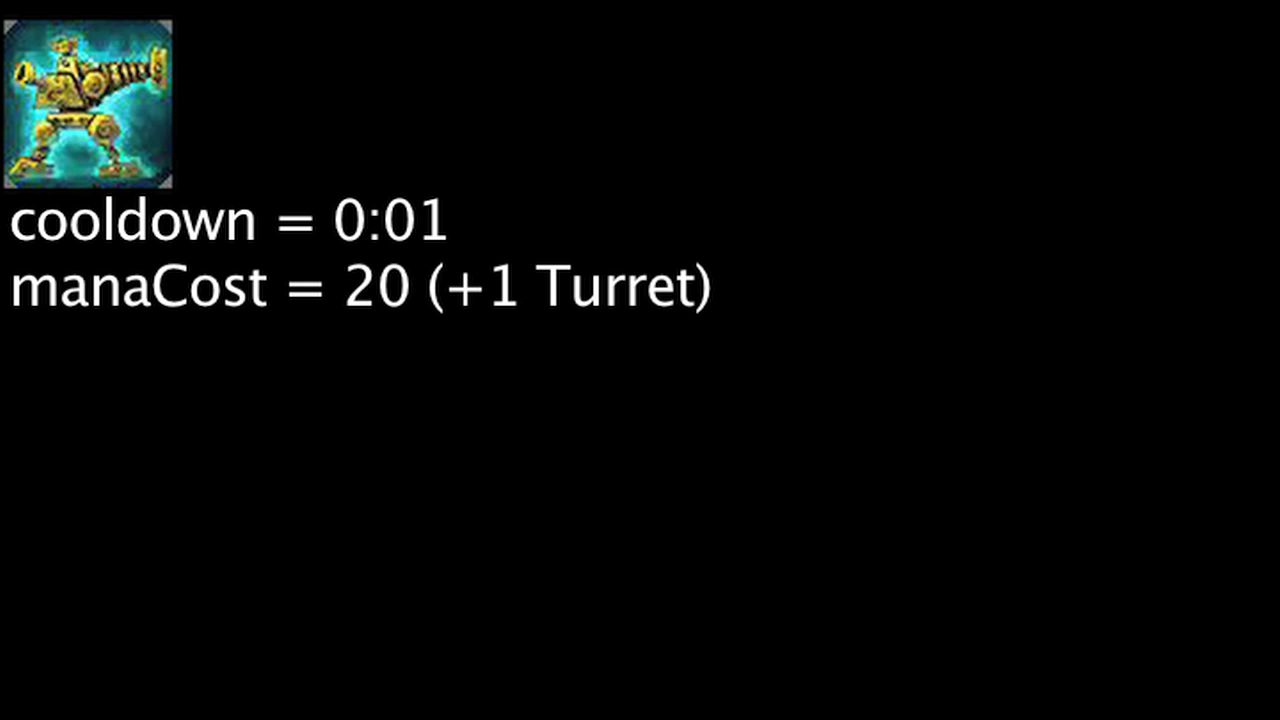 cooldown = 0:01
manaCost = 20 (+1 Turret)